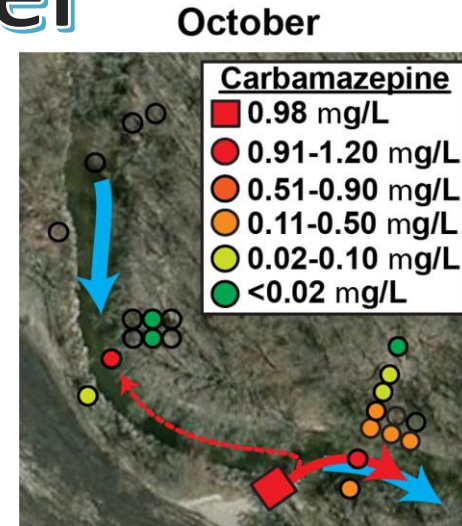 October
Carbamazepine
0.98 mg/L
0.91-1.20 mg/L
0.51-0.90 mg/L
0.11-0.50 mg/L
0.02-0.10 mg/L
<0.02 mg/L